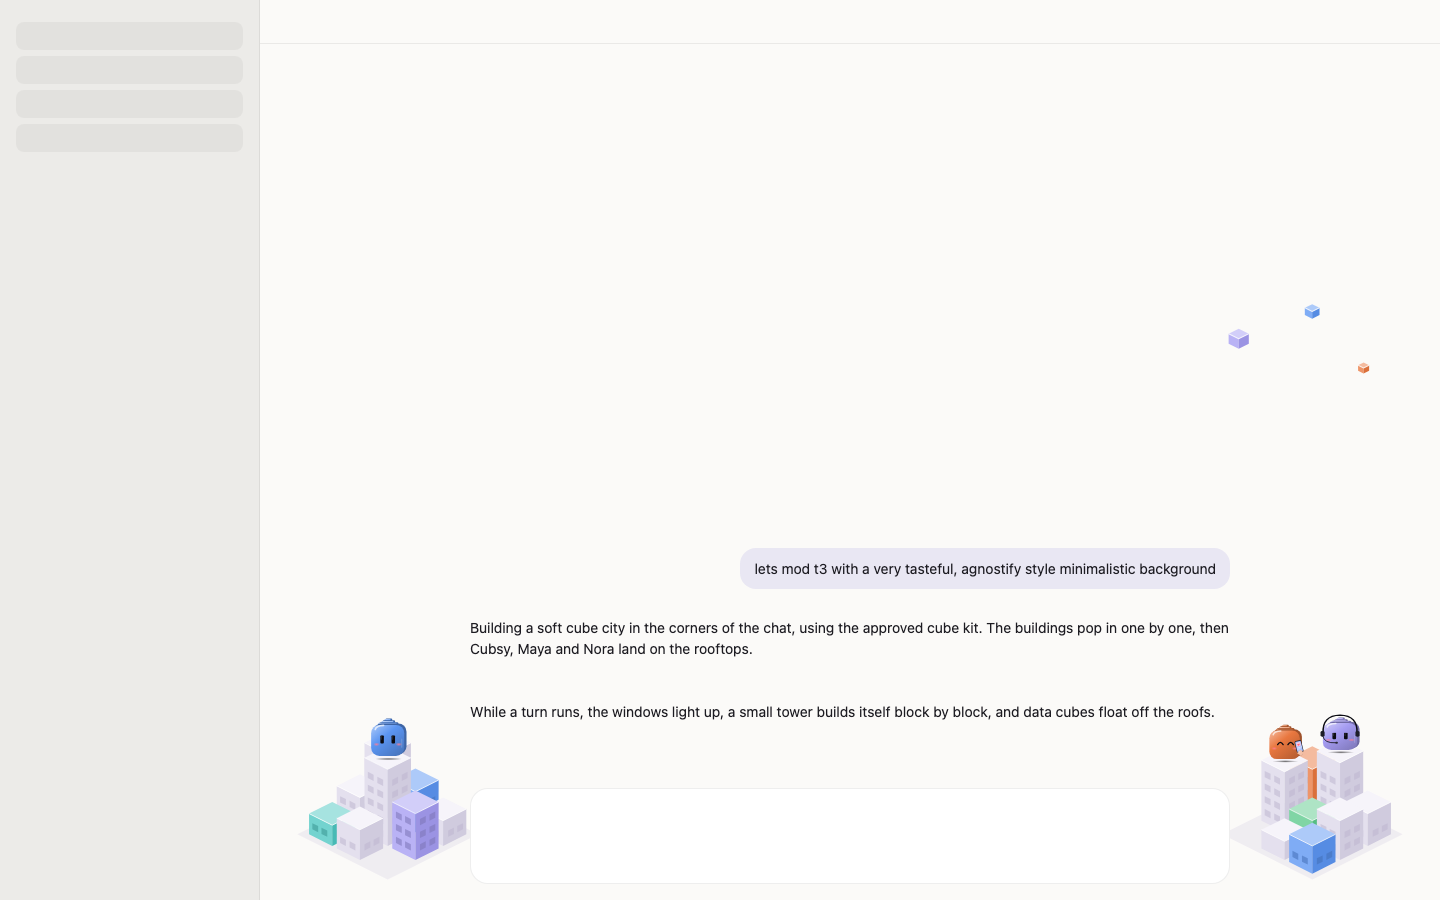 lets mod t3 with a very tasteful, agnostify style minimalistic background
Building a soft cube city in the corners of the chat, using the approved cube kit. The buildings pop in one by one, then
Cubsy, Maya and Nora land on the rooftops.
While a turn runs, the windows light up, a small tower builds itself block by block, and data cubes float off the roofs.